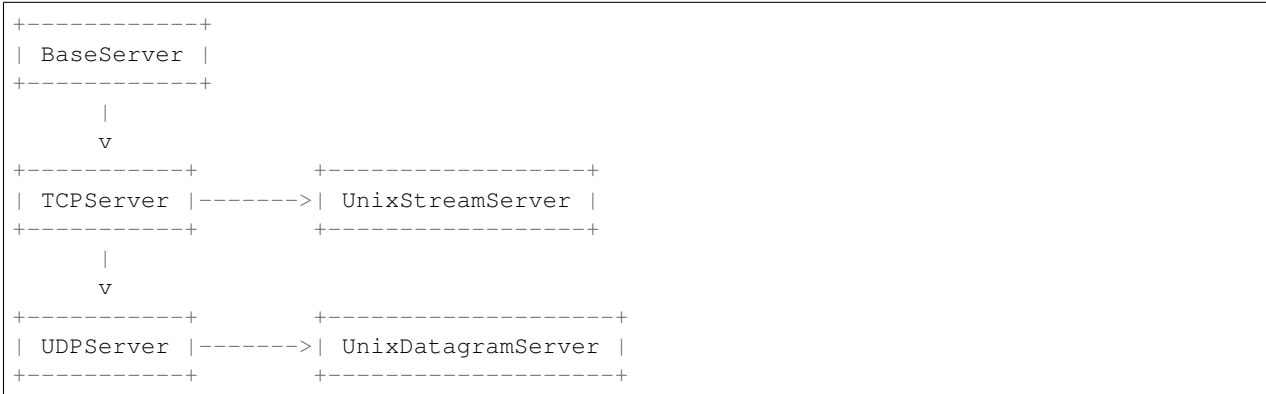 +------------+
| BaseServer |
+------------+
      |
      v
+-----------+        +------------------+
| TCPServer |------->| UnixStreamServer |
+-----------+        +------------------+
      |
      v
+-----------+        +--------------------+
| UDPServer |------->| UnixDatagramServer |
+-----------+        +--------------------+